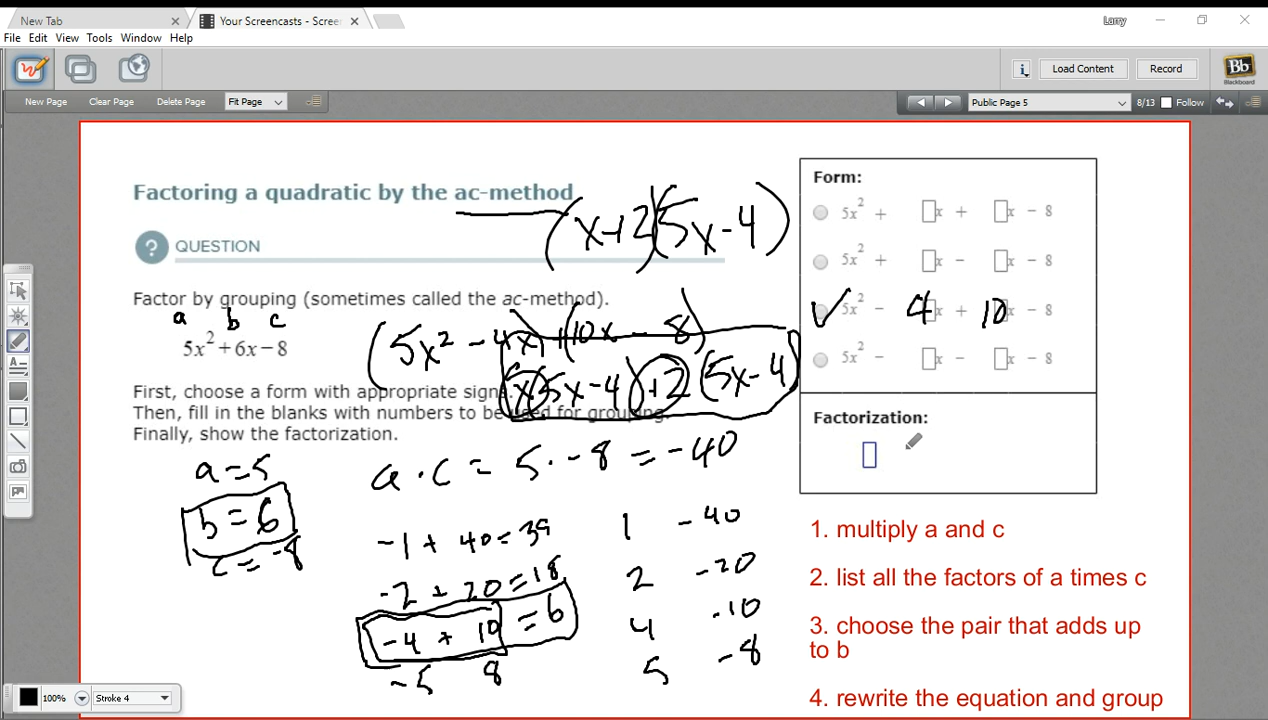 New Tab
Your Screencasts - Scree
Larry
File Edit View Tools Window Help
i Load Content Record Bb Blackboard
New Page Clear Page Delete Page Fit Page Public Page 5 8/13 Follow
Factoring a quadratic by the ac-method
(x+2)(5x-4)
? QUESTION
Factor by grouping (sometimes called the ac-method).
a b c
5x² + 6x − 8
(5x² - 4x) + (10x - 8)
x(5x-4) +2 (5x-4)
First, choose a form with appropriate signs.
Then, fill in the blanks with numbers to be used for grouping.
Finally, show the factorization.
a = 5
b = 6
c = -8
a · c = 5 · -8 = -40
-1 + 40 = 39
-2 + 20 = 18
-4 + 10 = 6
-5 8
1 -40
2 -20
4 -10
5 -8
Form:
5x² + □x + □x − 8
5x² + □x − □x − 8
5x² − 4□x + 10□x − 8
5x² − □x − □x − 8
Factorization:
1. multiply a and c
2. list all the factors of a times c
3. choose the pair that adds up
to b
4. rewrite the equation and group
100% Stroke 4